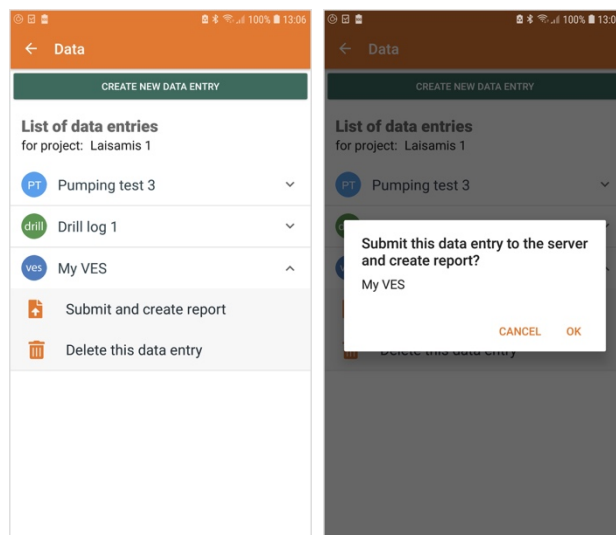 100% 13:06
Data
CREATE NEW DATA ENTRY
List of data entries
for project: Laisamis 1
PT Pumping test 3
drill Drill log 1
ves My VES
Submit and create report
Delete this data entry
100% 13:0
Data
CREATE NEW DATA ENTRY
List of data entries
for project: Laisamis 1
PT Pumping test 3
Submit this data entry to the server
and create report?
My VES
CANCEL OK
Delete this data entry